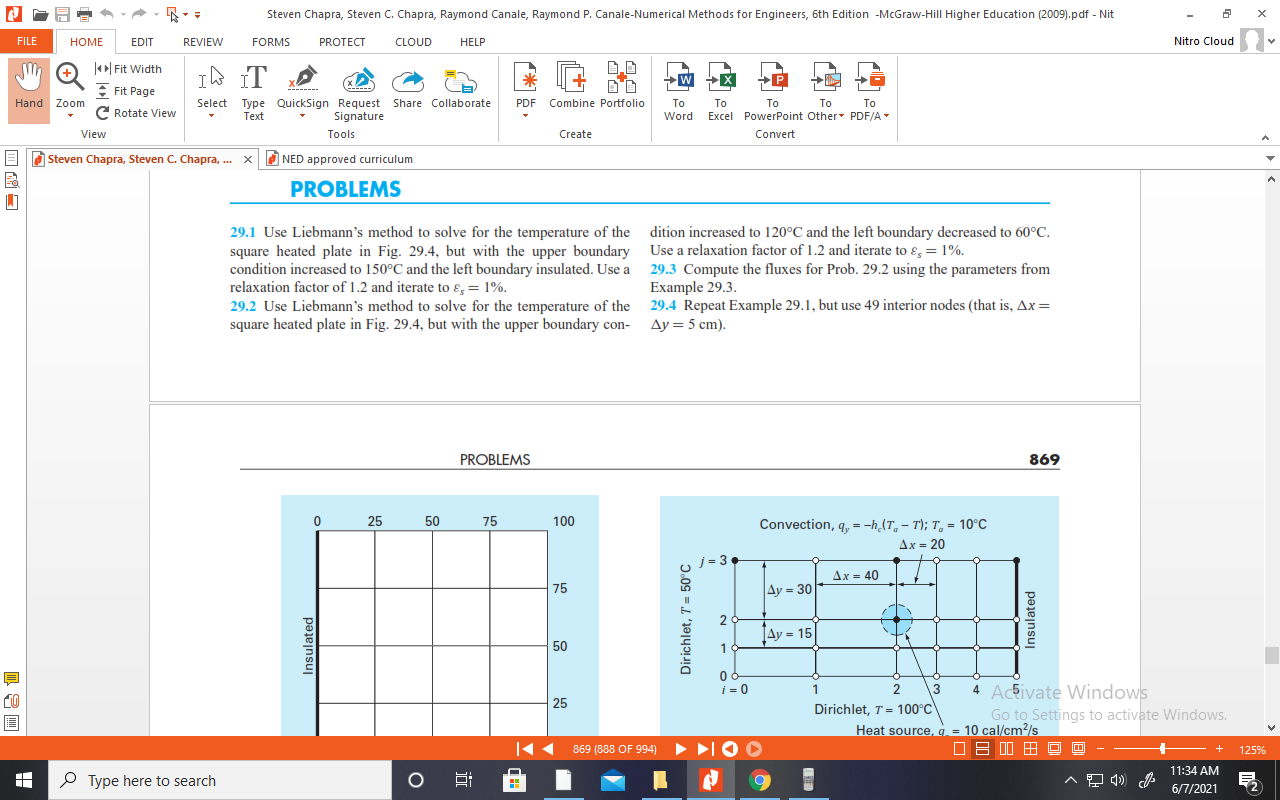 Steven Chapra, Steven C. Chapra, Raymond Canale, Raymond P. Canale-Numerical Methods for Engineers, 6th Edition -McGraw-Hill Higher Education (2009).pdf - Nit
FILE HOME EDIT REVIEW FORMS PROTECT CLOUD HELP
Nitro Cloud
Hand Zoom Fit Width Fit Page Rotate View
View
Select Type Text QuickSign Request Signature Share Collaborate
Tools
PDF Combine Portfolio
Create
To Word To Excel To PowerPoint To Other To PDF/A
Convert
Steven Chapra, Steven C. Chapra, ... NED approved curriculum
PROBLEMS
29.1 Use Liebmann's method to solve for the temperature of the
square heated plate in Fig. 29.4, but with the upper boundary
condition increased to 150°C and the left boundary insulated. Use a
relaxation factor of 1.2 and iterate to εs = 1%.
29.2 Use Liebmann's method to solve for the temperature of the
square heated plate in Fig. 29.4, but with the upper boundary con-
dition increased to 120°C and the left boundary decreased to 60°C.
Use a relaxation factor of 1.2 and iterate to εs = 1%.
29.3 Compute the fluxes for Prob. 29.2 using the parameters from
Example 29.3.
29.4 Repeat Example 29.1, but use 49 interior nodes (that is, Δx =
Δy = 5 cm).
PROBLEMS 869
0 25 50 75 100
75
50
25
Insulated
Convection, qy = −hc(Ta − T); Ta = 10°C
Δx = 20
j = 3
Δx = 40
Δy = 30
2
Δy = 15
1
0
Dirichlet, T = 50°C
Insulated
i = 0 1 2 3 4 5
Dirichlet, T = 100°C
Heat source, qz = 10 cal/cm²/s
Activate Windows
Go to Settings to activate Windows.
869 (888 OF 994)
125%
Type here to search
11:34 AM
6/7/2021
2